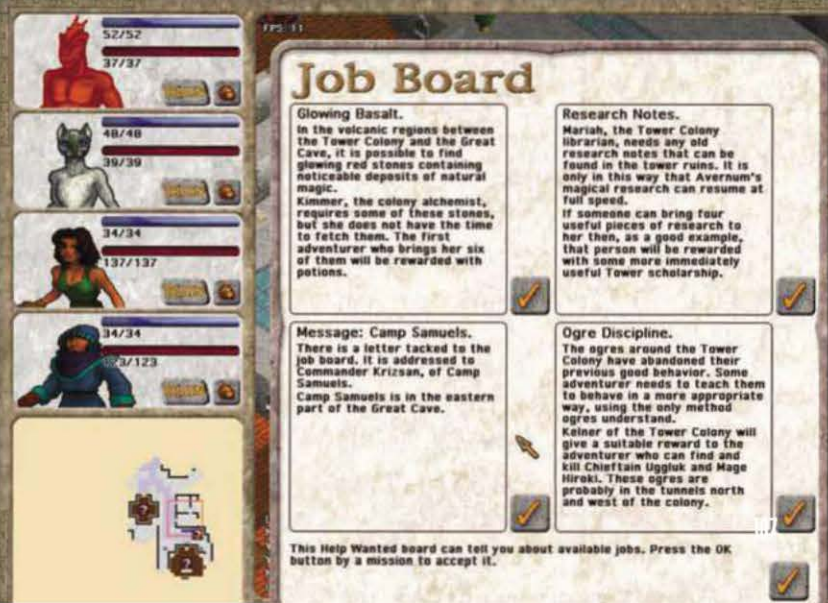 52/52
37/37
48/48
39/39
34/34
137/137
34/34
FPS: 11
Job Board
Glowing Basalt.
In the volcanic regions between
the Tower Colony and the Great
Cave, it is possible to find
glowing red stones containing
noticeable deposits of natural
magic.
Kimmer, the colony alchemist,
requires some of these stones,
but she does not have the time
to fetch them. The first
adventurer who brings her six
of them will be rewarded with
potions.
Research Notes.
Mariah, the Tower Colony
librarian, needs any old
research notes that can be
found in the tower ruins. It is
only in this way that Avernum's
magical research can resume at
full speed.
If someone can bring four
useful pieces of research to
her then, as a good example,
that person will be rewarded
with some more immediately
useful Tower scholarship.
Message: Camp Samuels.
There is a letter tacked to the
job board. It is addressed to
Commander Krizsan, of Camp
Samuels.
Camp Samuels is in the eastern
part of the Great Cave.
Ogre Discipline.
The ogres around the Tower
Colony have abandoned their
previous good behavior. Some
adventurer needs to teach them
to behave in a more appropriate
way, using the only method
ogres understand.
Kelner of the Tower Colony will
give a suitable reward to the
adventurer who can find and
kill Chieftain Uggluk and Mage
Hiroki. These ogres are
probably in the tunnels north
and west of the colony.
This Help Wanted board can tell you about available jobs. Press the OK
button by a mission to accept it.